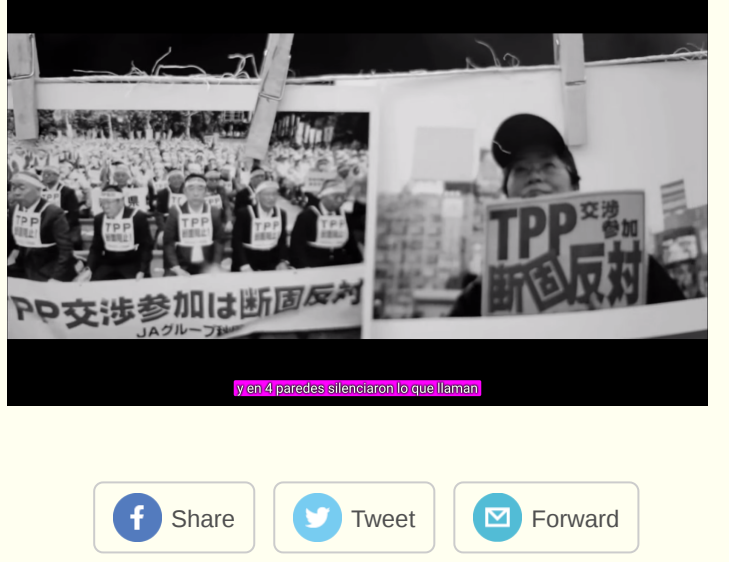 TPP
TPP
TPP
TPP
TPP
PP交渉参加は断固反対
JAグループ
TPP
交渉
参加
断固反対
y en 4 paredes silenciaron lo que llaman
Share
Tweet
Forward